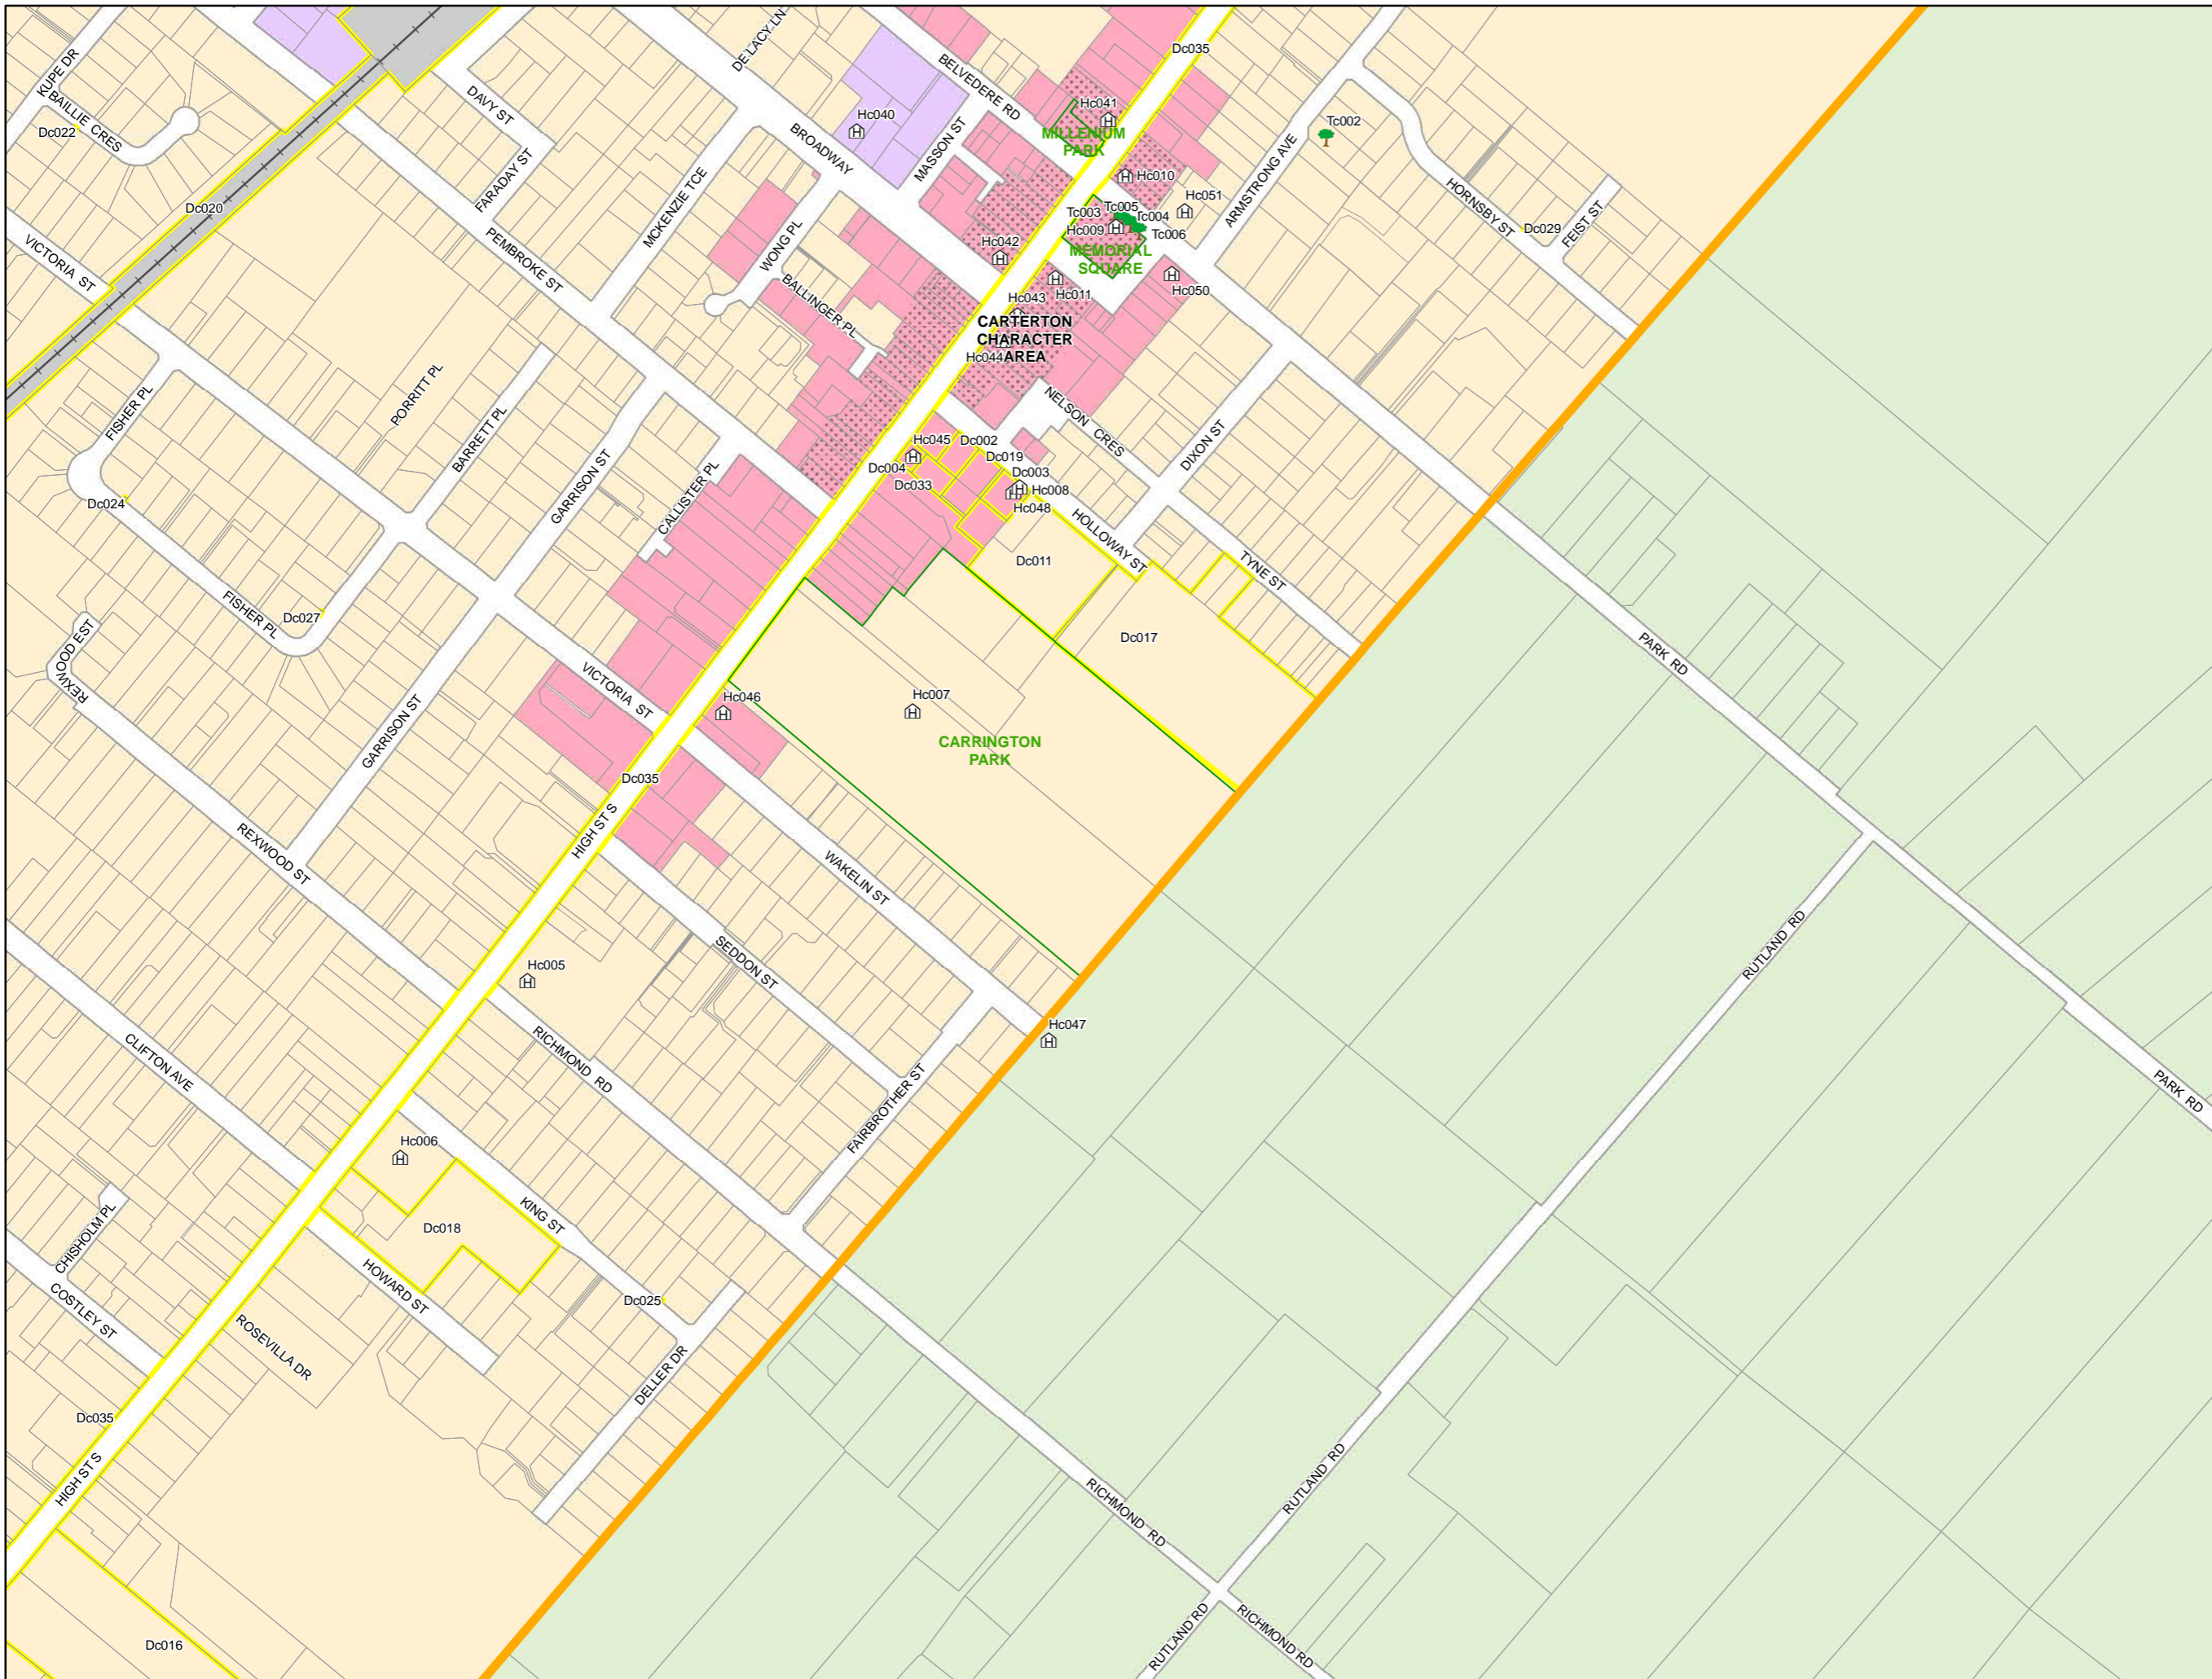 KUPE DR
BAILLIE CRES
Dc022
DAVY ST
DE LACY LN
BELVEDERE RD
Dc035
Hc040
MASSON ST
BROADWAY
Hc041
MILLENIUM
PARK
Tc002
Dc020
FARADAY ST
MCKENZIE TCE
WONG PL
Hc010
Hc051
ARMSTRONG AVE
HORNSBY ST
FEIST ST
Dc029
VICTORIA ST
PEMBROKE ST
Tc003
Tc005
Tc004
Tc006
Hc009
MEMORIAL
SQUARE
Hc042
Hc011
Hc050
BALLINGER PL
Hc043
CARTERTON
CHARACTER
AREA
Hc044
FISHER PL
PORRITT PL
BARRETT PL
GARRISON ST
CALLISTER PL
NELSON CRES
DIXON ST
Hc045
Dc002
Dc019
Dc004
Dc003
Dc033
Hc008
Hc048
Dc024
HOLLOWAY ST
TYNE ST
Dc011
Dc017
FISHER PL
Dc027
REXWOOD EST
VICTORIA ST
Hc046
Hc007
CARRINGTON
PARK
PARK RD
GARRISON ST
Dc035
HIGH ST S
REXWOOD ST
WAKELIN ST
SEDDON ST
Hc005
RUTLAND RD
Hc047
CLIFTON AVE
RICHMOND RD
FAIRBROTHER ST
PARK RD
Hc006
KING ST
CHISHOLM PL
Dc018
HOWARD ST
COSTLEY ST
Dc025
ROSEVILLA DR
DELLER DR
Dc035
HIGH ST S
RUTLAND RD
RICHMOND RD
Dc016
RUTLAND RD
RICHMOND RD